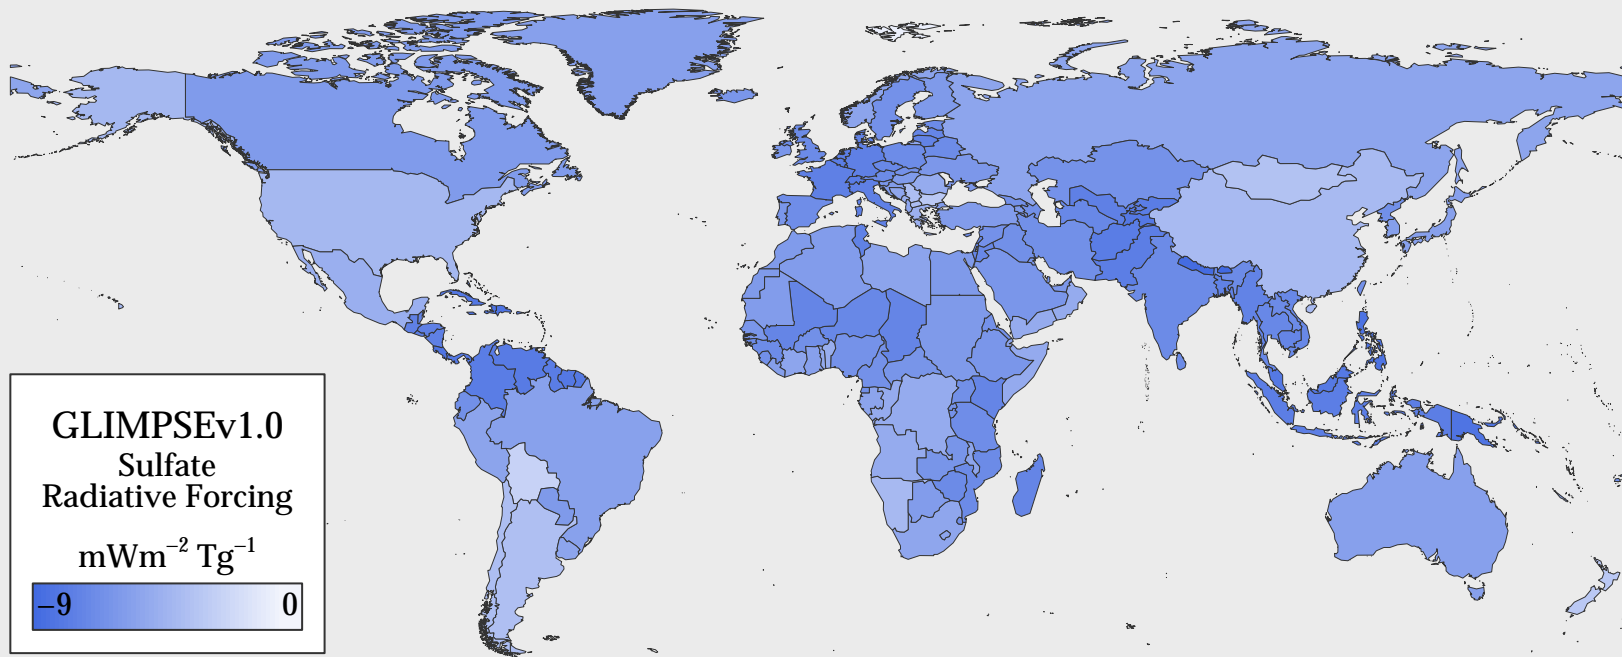 GLIMPSEv1.0
Sulfate
Radiative Forcing
mWm⁻² Tg⁻¹
−9 0